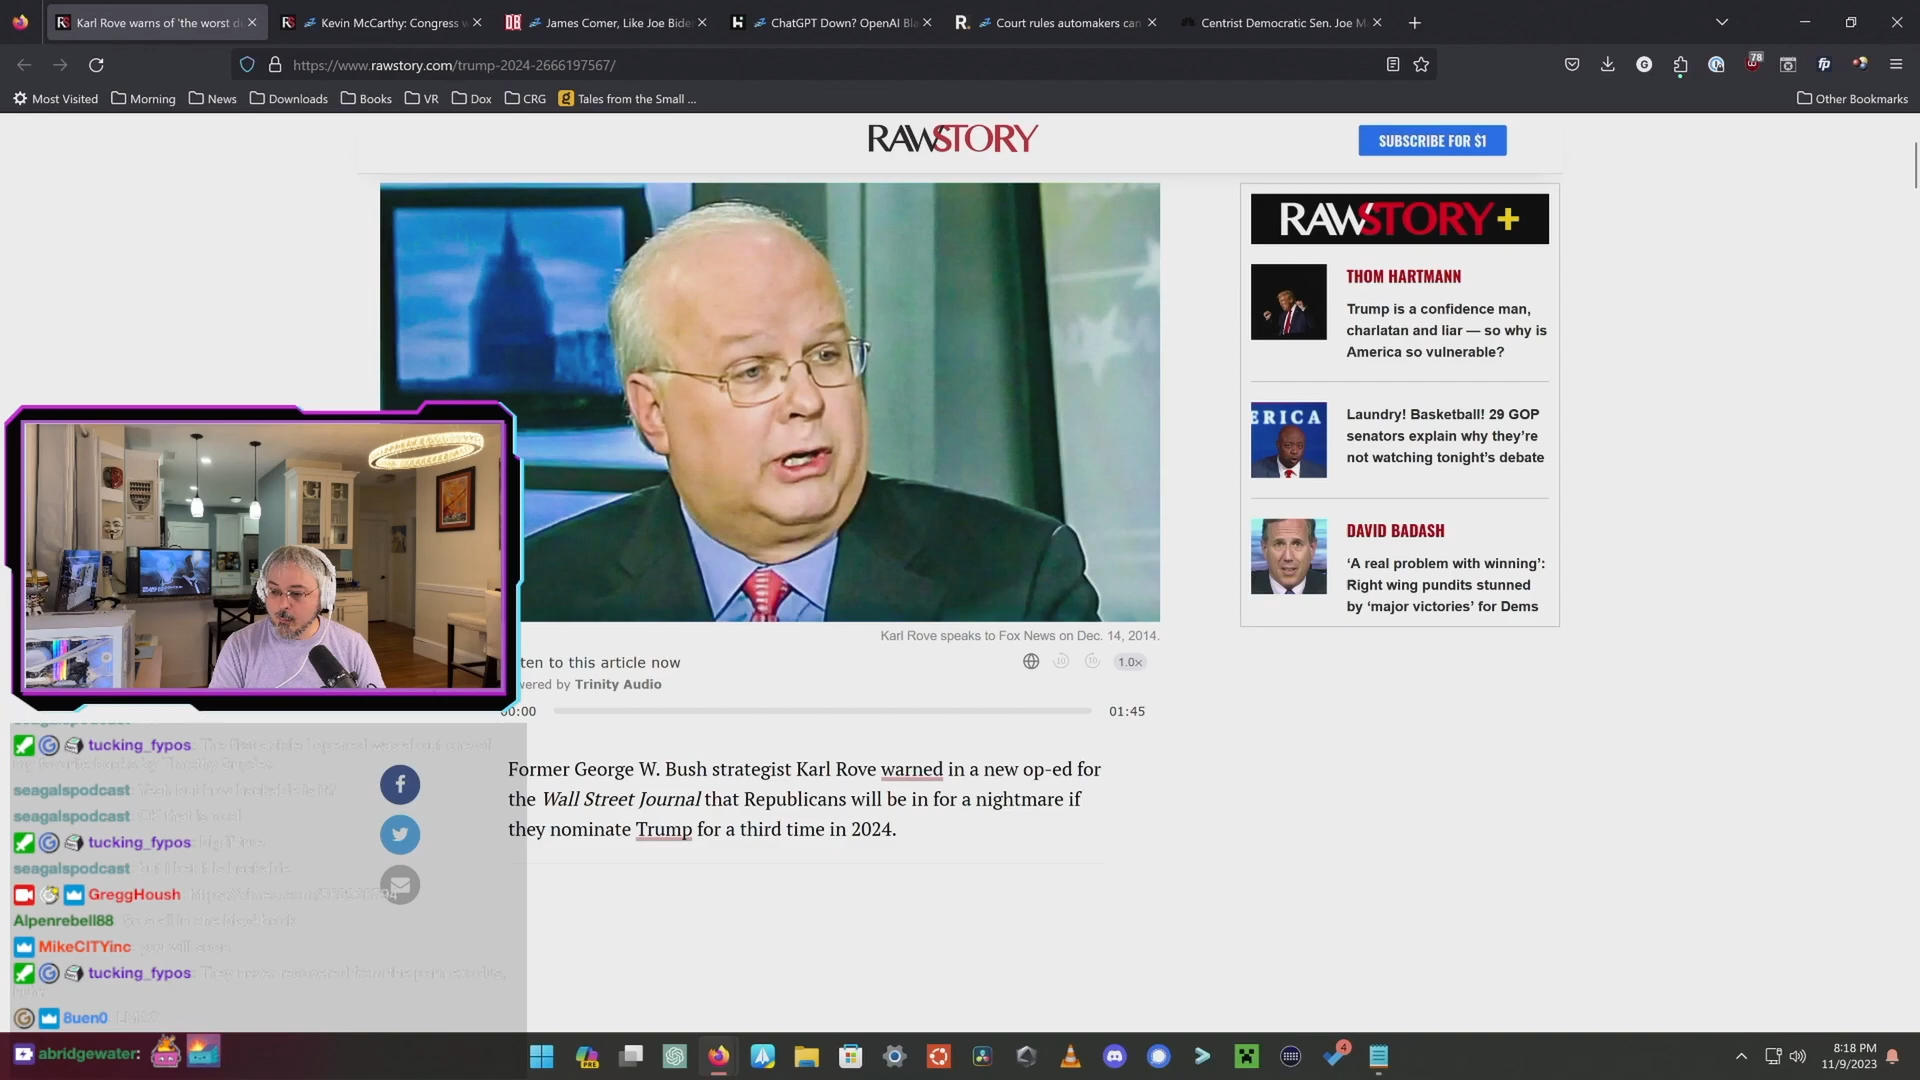 Karl Rove warns of 'the worst d
Kevin McCarthy: Congress w
James Comer, Like Joe Bide
ChatGPT Down? OpenAI Bla
Court rules automakers can
Centrist Democratic Sen. Joe M
https://www.rawstory.com/trump-2024-2666197567/
78
Most Visited
Morning
News
Downloads
Books
VR
Dox
CRG
Tales from the Small ...
Other Bookmarks
RAWSTORY
SUBSCRIBE FOR $1
RAWSTORY+
THOM HARTMANN
Trump is a confidence man,
charlatan and liar — so why is
America so vulnerable?
ERICA
Laundry! Basketball! 29 GOP
senators explain why they're
not watching tonight's debate
DAVID BADASH
'A real problem with winning':
Right wing pundits stunned
by 'major victories' for Dems
Karl Rove speaks to Fox News on Dec. 14, 2014.
ten to this article now
wered by Trinity Audio
10
10
1.0x
00:00
01:45
Former George W. Bush strategist Karl Rove warned in a new op-ed for
the Wall Street Journal that Republicans will be in for a nightmare if
they nominate Trump for a third time in 2024.
seagalspodcast
tucking_fypos
seagalspodcast
seagalspodcast
tucking_fypos
seagalspodcast
GreggHoush
Alpenrebell88
MikeCITYinc
tucking_fypos
8uen0
abridgewater:
PRE
4
8:18 PM
11/9/2023